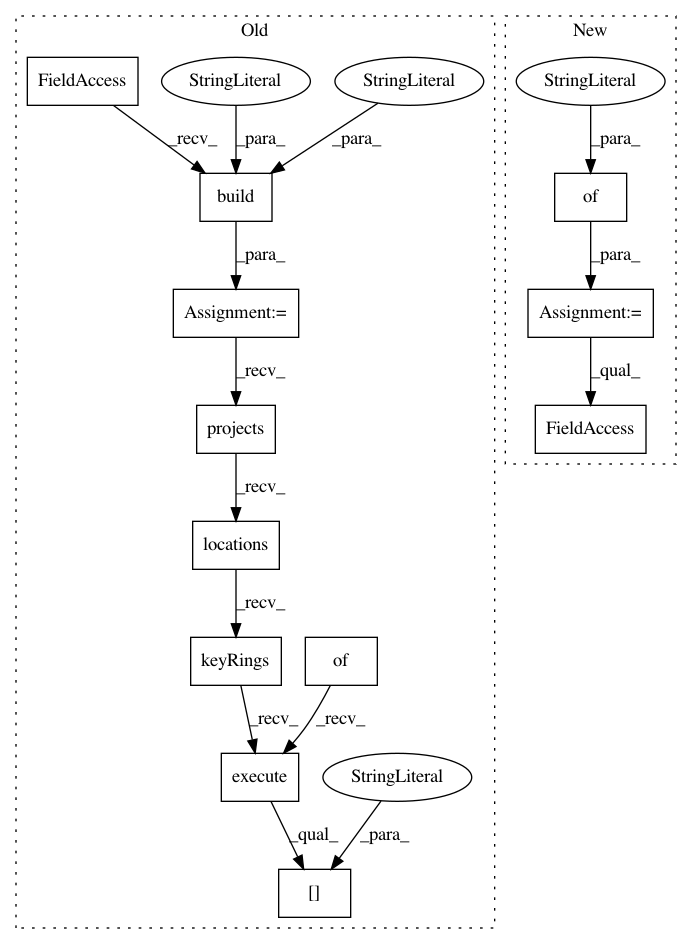 Old
New
FieldAccess
StringLiteral
StringLiteral
StringLiteral
_recv_
_para_
_para_
_para_
build
of
_para_
_para_
Assignment:=
Assignment:=
_recv_
_qual_
projects
FieldAccess
_recv_
locations
_recv_
keyRings
of
_recv_
_recv_
execute
StringLiteral
_qual_
_para_
[]